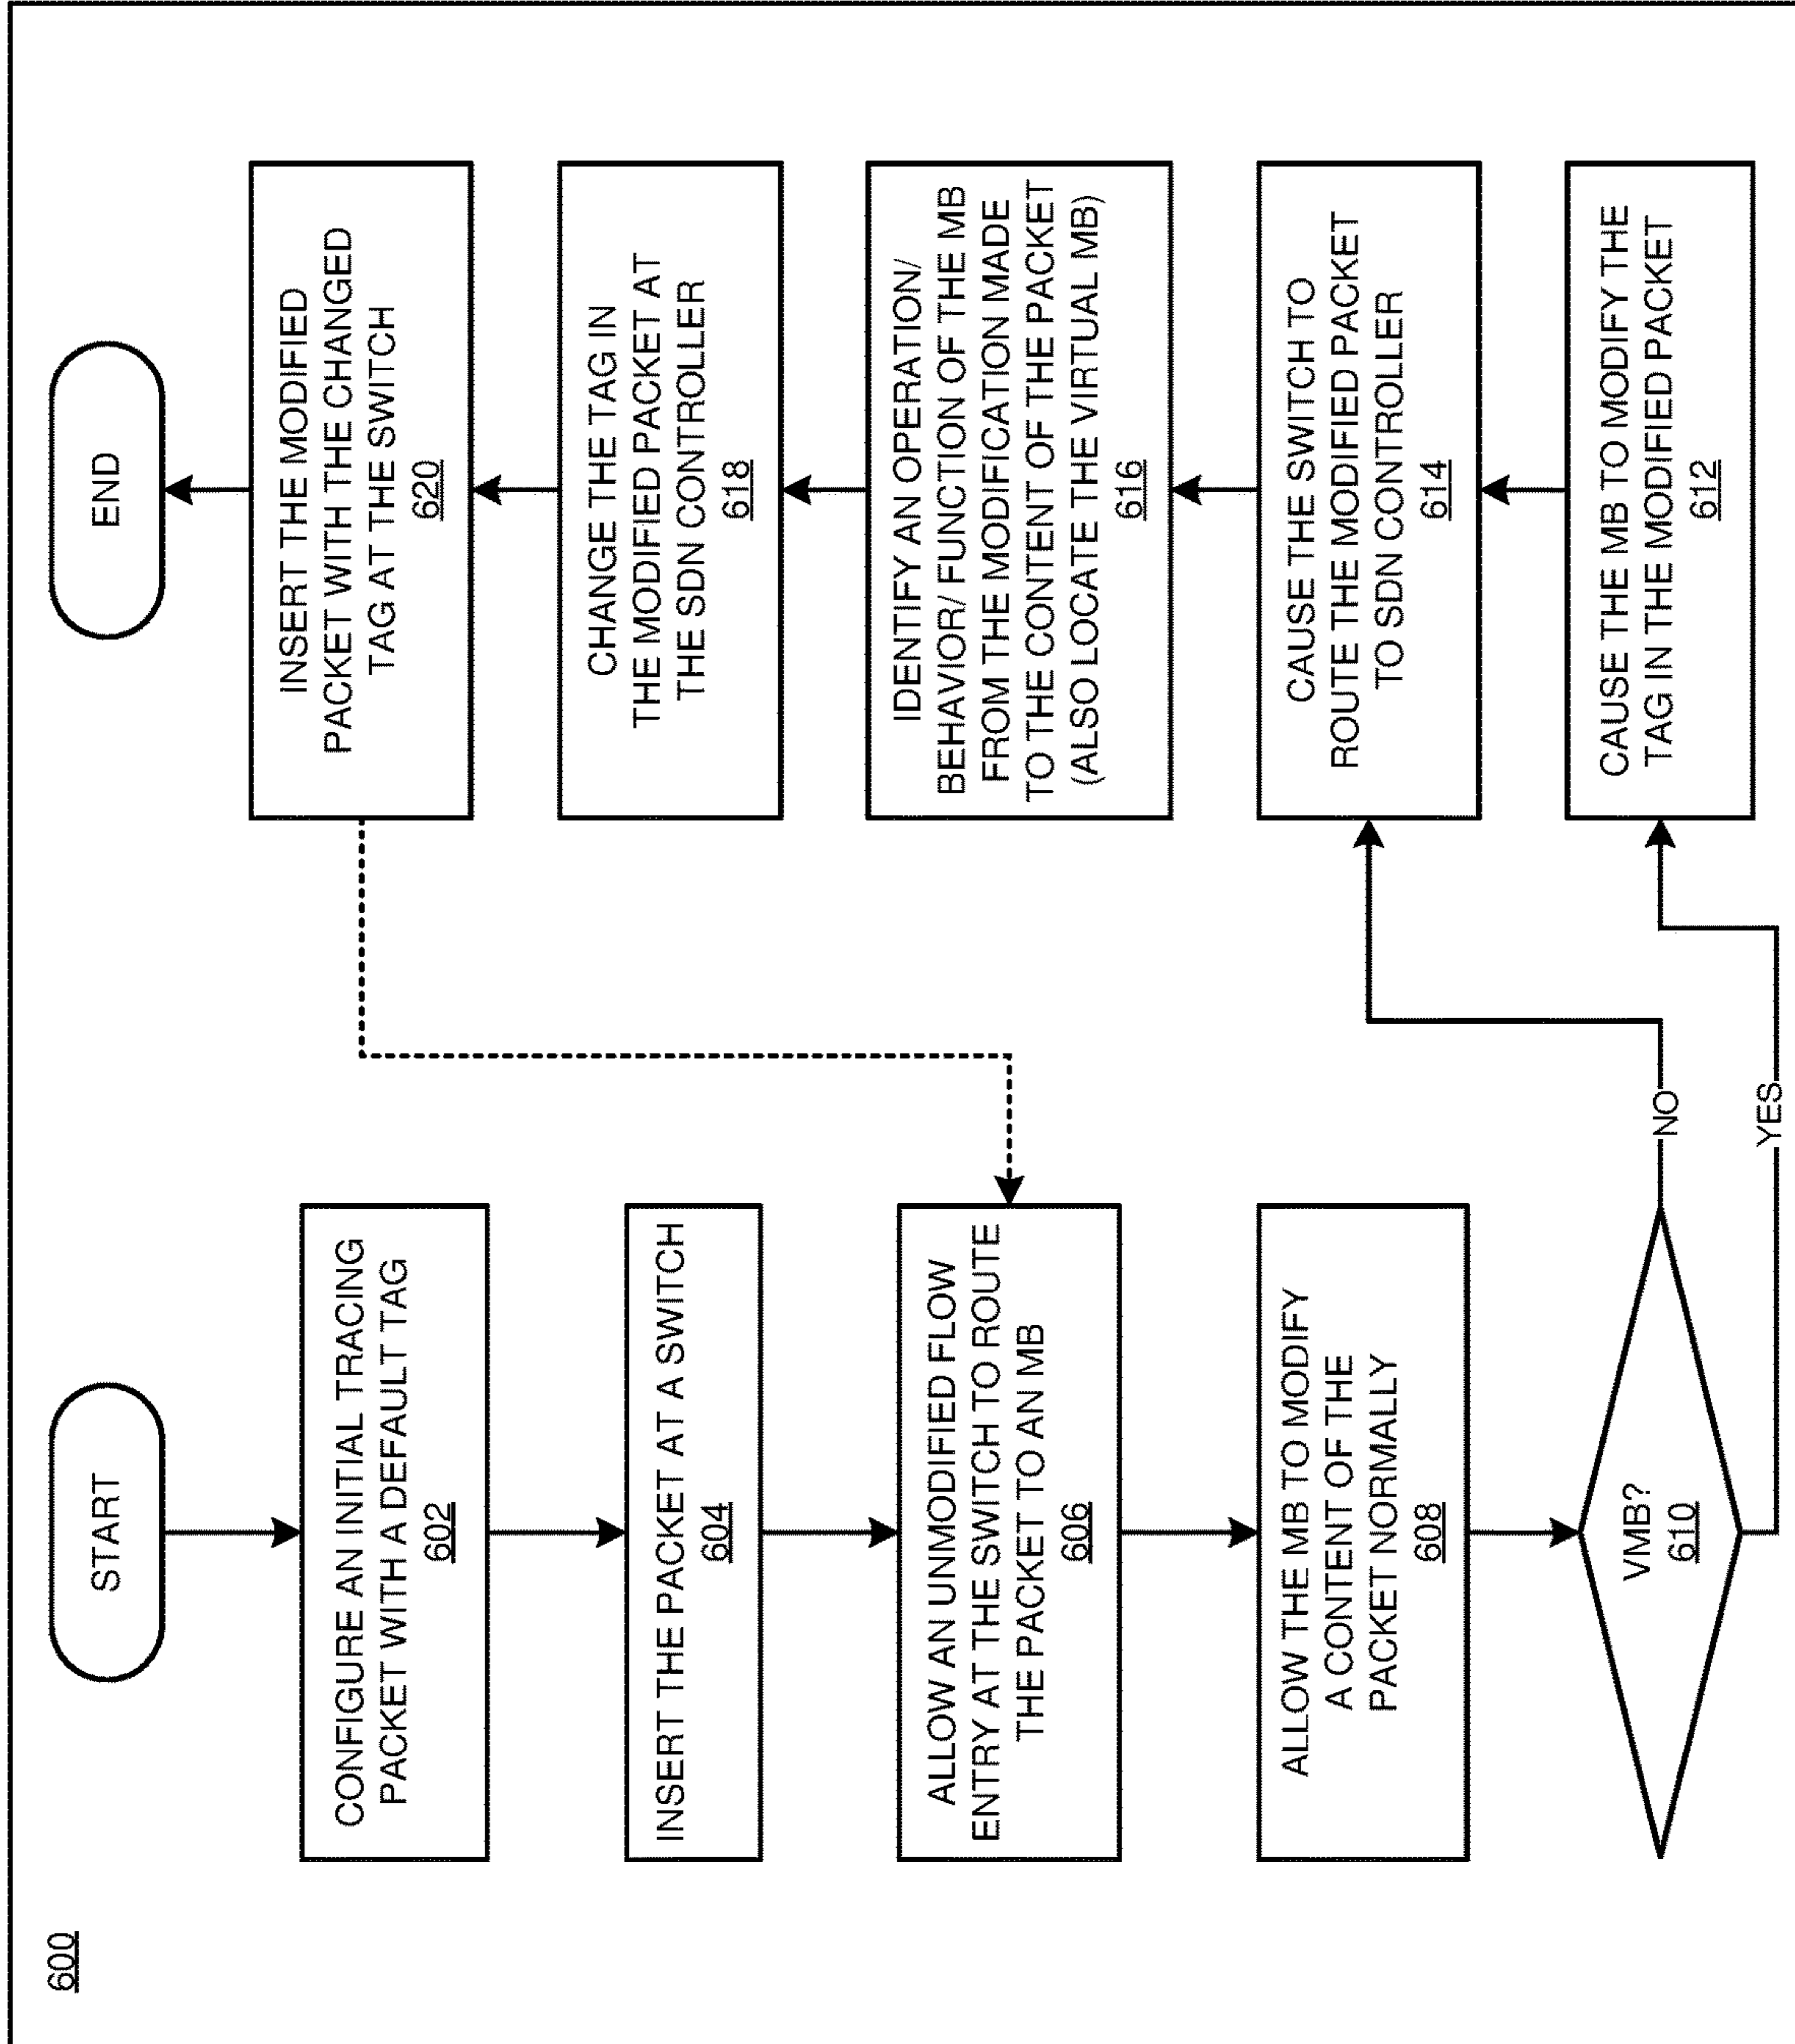 600
START
CONFIGURE AN INITIAL TRACING
PACKET WITH A DEFAULT TAG
602
INSERT THE PACKET AT A SWITCH
604
ALLOW AN UNMODIFIED FLOW
ENTRY AT THE SWITCH TO ROUTE
THE PACKET TO AN MB
606
ALLOW THE MB TO MODIFY
A CONTENT OF THE
PACKET NORMALLY
608
VMB?
610
NO
YES
CAUSE THE MB TO MODIFY THE
TAG IN THE MODIFIED PACKET
612
CAUSE THE SWITCH TO
ROUTE THE MODIFIED PACKET
TO SDN CONTROLLER
614
IDENTIFY AN OPERATION/
BEHAVIOR/ FUNCTION OF THE MB
FROM THE MODIFICATION MADE
TO THE CONTENT OF THE PACKET
(ALSO LOCATE THE VIRTUAL MB)
616
CHANGE THE TAG IN
THE MODIFIED PACKET AT
THE SDN CONTROLLER
618
INSERT THE MODIFIED
PACKET WITH THE CHANGED
TAG AT THE SWITCH
620
END